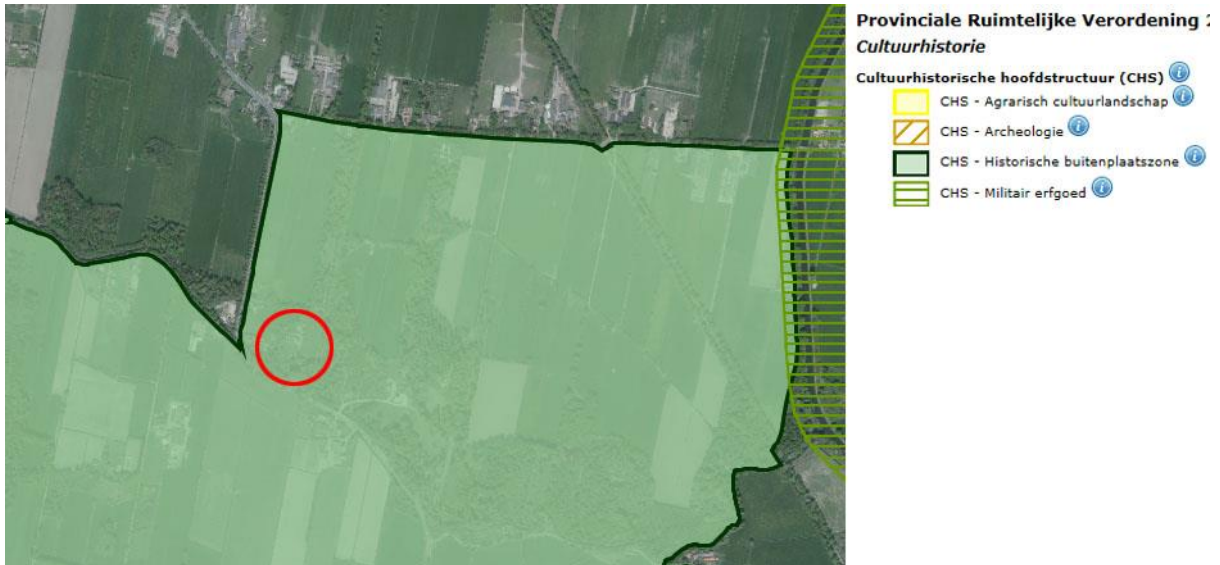 Provinciale Ruimtelijke Verordening
Cultuurhistorie
Cultuurhistorische hoofdstructuur (CHS) i
CHS - Agrarisch cultuurlandschap i
CHS - Archeologie i
CHS - Historische buitenplaatszone i
CHS - Militair erfgoed i